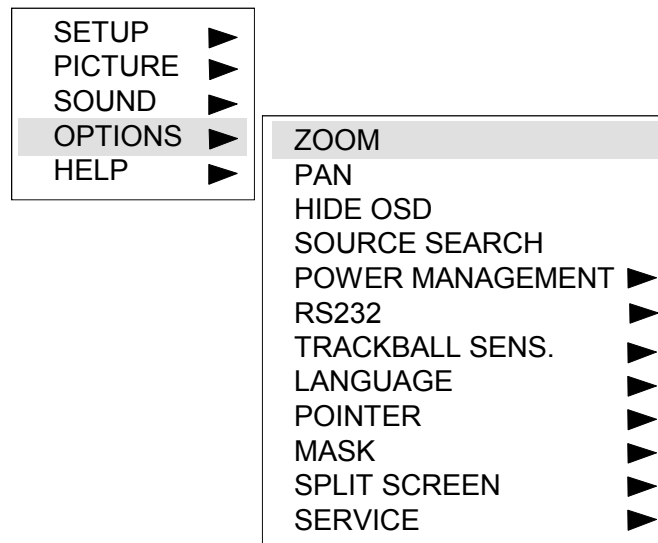 SETUP
PICTURE
SOUND
OPTIONS
HELP
ZOOM
PAN
HIDE OSD
SOURCE SEARCH
POWER MANAGEMENT
RS232
TRACKBALL SENS.
LANGUAGE
POINTER
MASK
SPLIT SCREEN
SERVICE